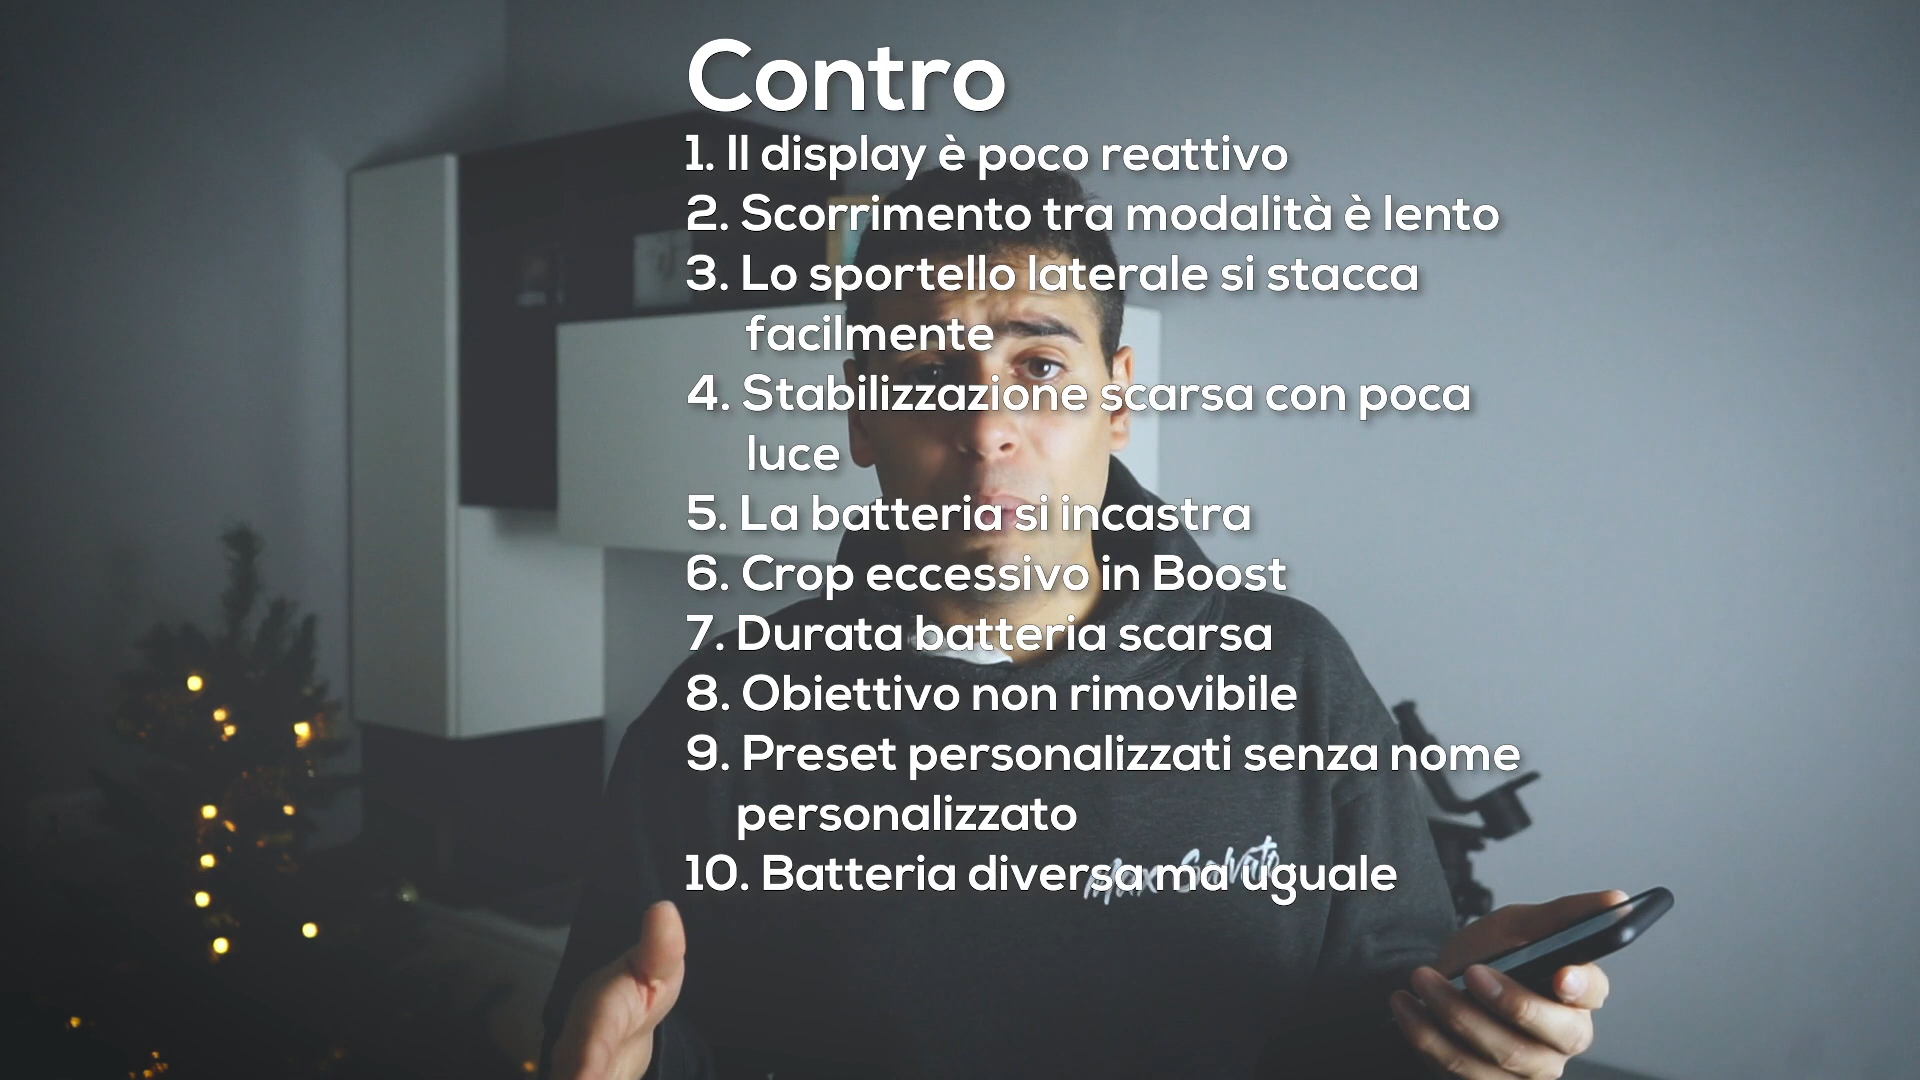 Contro
1. Il display è poco reattivo
2. Scorrimento tra modalità è lento
3. Lo sportello laterale si stacca
facilmente
4. Stabilizzazione scarsa con poca
luce
5. La batteria si incastra
6. Crop eccessivo in Boost
7. Durata batteria scarsa
8. Obiettivo non rimovibile
9. Preset personalizzati senza nome
personalizzato
10. Batteria diversa ma uguale
Max Salvato